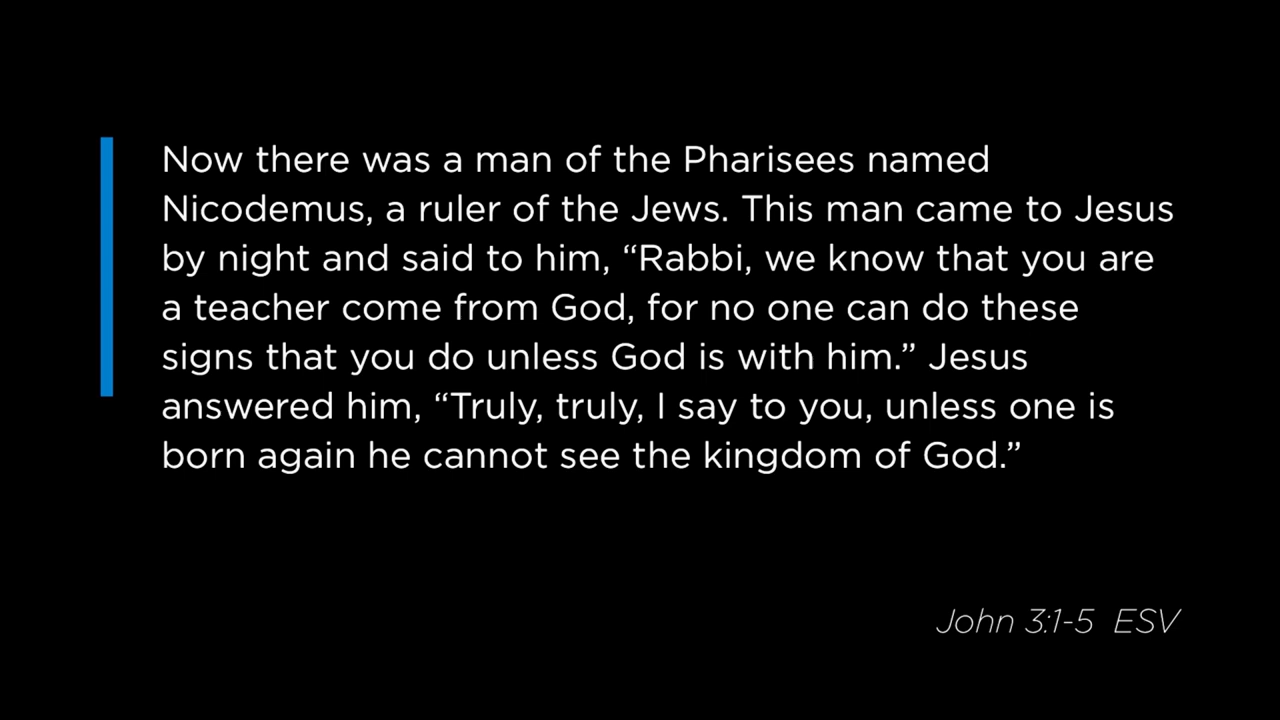 Now there was a man of the Pharisees named
Nicodemus, a ruler of the Jews. This man came to Jesus
by night and said to him, “Rabbi, we know that you are
a teacher come from God, for no one can do these
signs that you do unless God is with him.” Jesus
answered him, “Truly, truly, I say to you, unless one is
born again he cannot see the kingdom of God.”
John 3:1-5 ESV